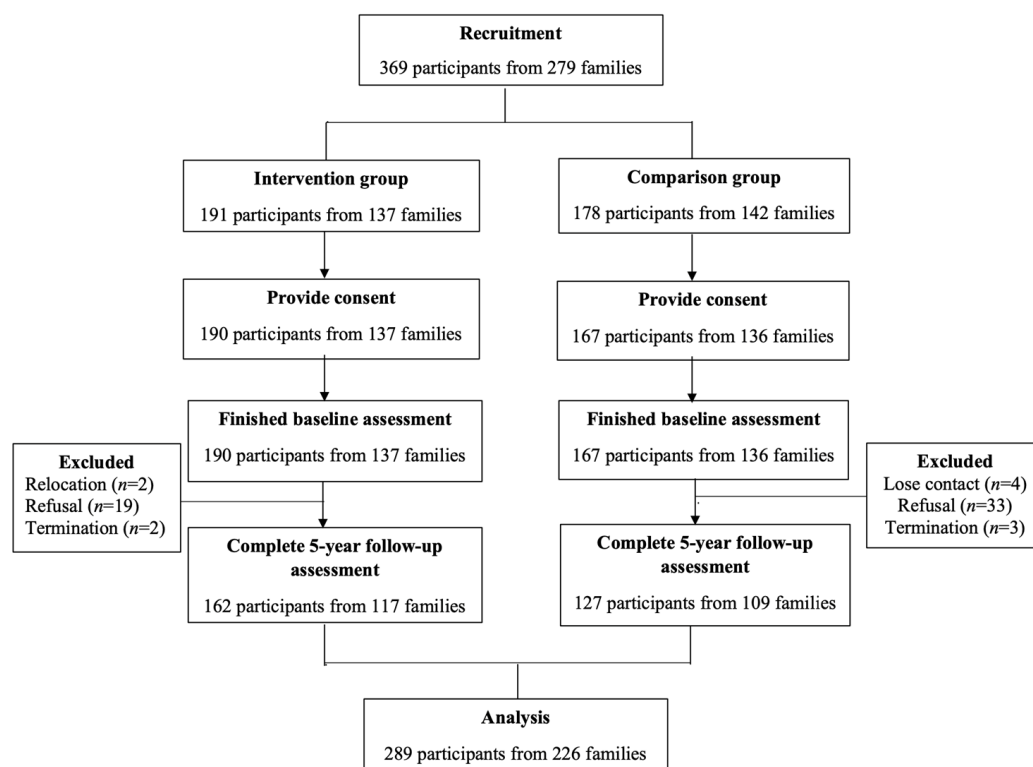 Recruitment
369 participants from 279 families
Intervention group
191 participants from 137 families
Comparison group
178 participants from 142 families
Provide consent
190 participants from 137 families
Provide consent
167 participants from 136 families
Finished baseline assessment
190 participants from 137 families
Finished baseline assessment
167 participants from 136 families
Excluded
Relocation (n=2)
Refusal (n=19)
Termination (n=2)
Excluded
Lose contact (n=4)
Refusal (n=33)
Termination (n=3)
Complete 5-year follow-up
assessment
162 participants from 117 families
Complete 5-year follow-up
assessment
127 participants from 109 families
Analysis
289 participants from 226 families